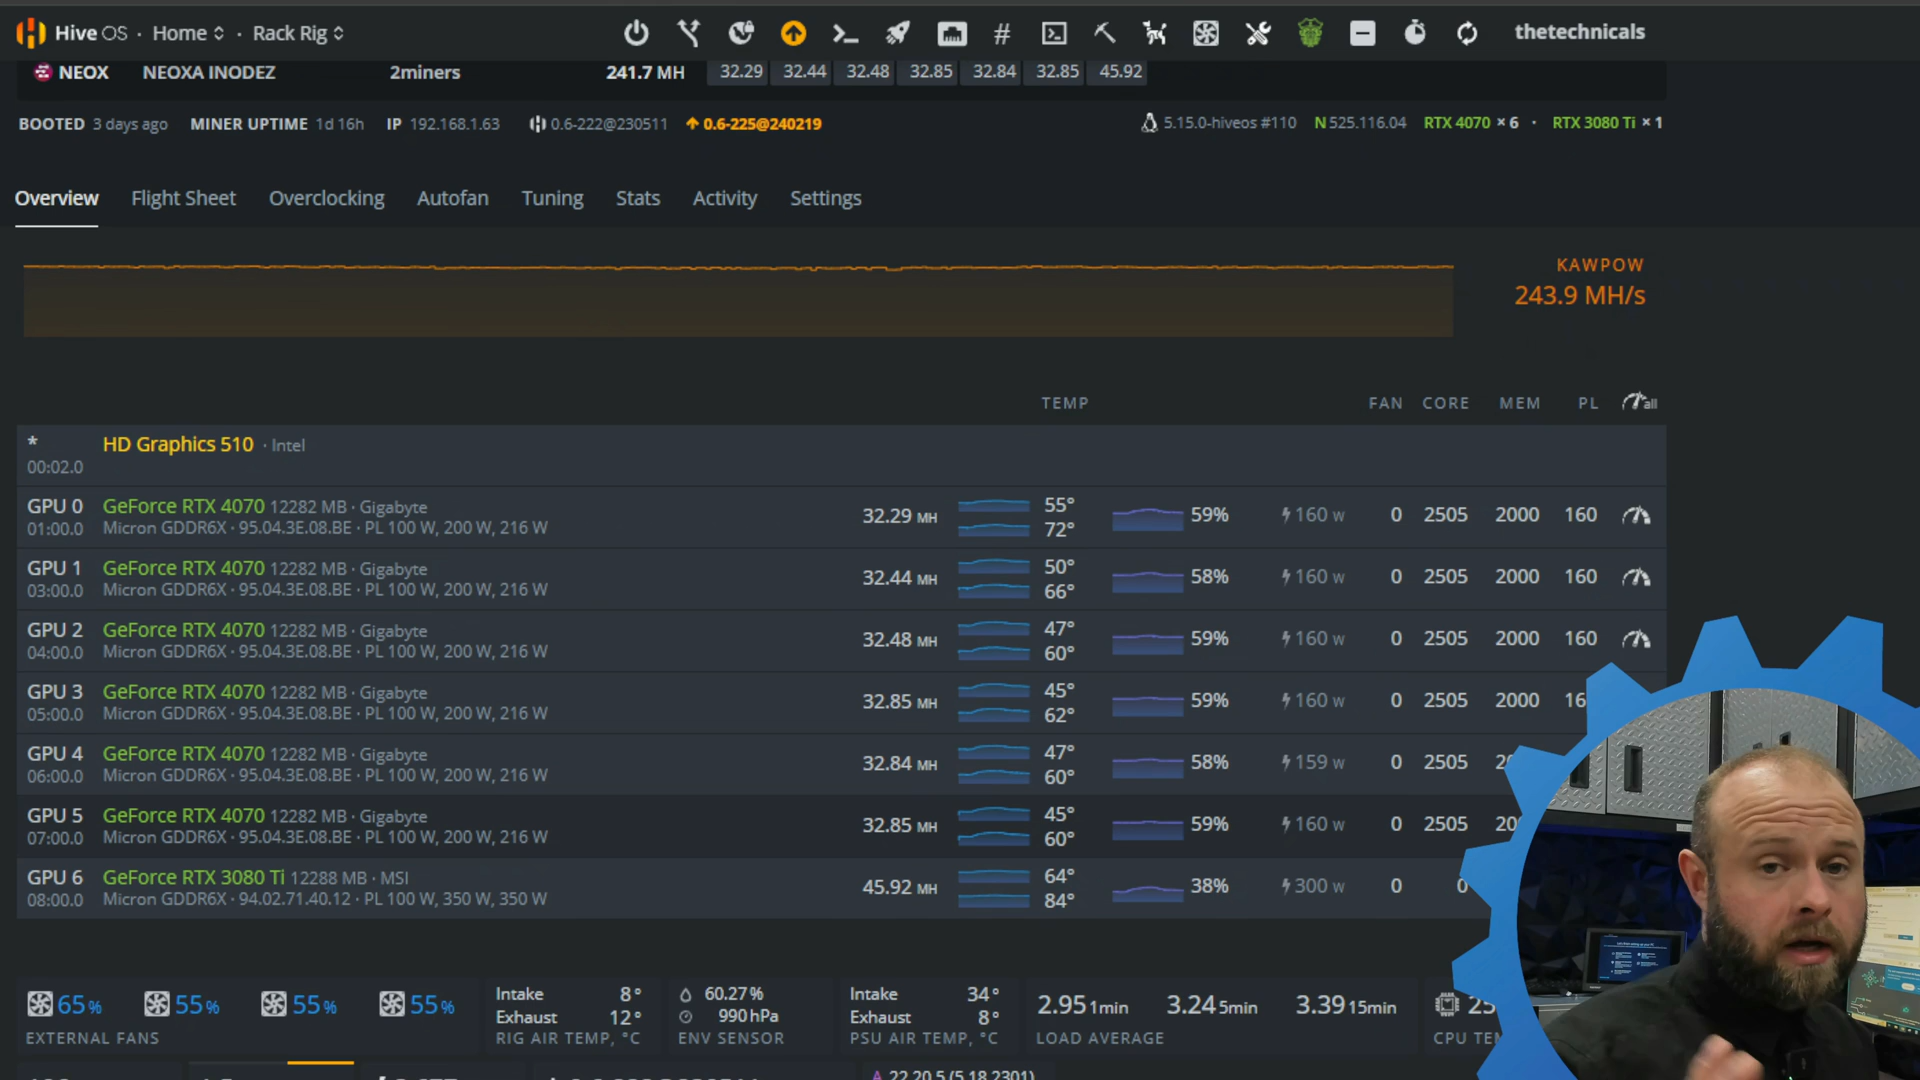 Hive OS · Home · Rack Rig
thetechnicals
NEOX NEOXA INODEZ 2miners 241.7 MH 32.29 32.44 32.48 32.85 32.84 32.85 45.92
BOOTED 3 days ago MINER UPTIME 1d 16h IP 192.168.1.63 0.6-222@230511 0.6-225@240219 5.15.0-hiveos #110 N 525.116.04 RTX 4070 × 6 · RTX 3080 Ti × 1
Overview Flight Sheet Overclocking Autofan Tuning Stats Activity Settings
KAWPOW
243.9 MH/s
TEMP FAN CORE MEM PL all
* HD Graphics 510 · Intel
00:02.0
GPU 0 GeForce RTX 4070 12282 MB · Gigabyte 32.29 MH 55° 59% 160 W 0 2505 2000 160
01:00.0 Micron GDDR6X · 95.04.3E.08.BE · PL 100 W, 200 W, 216 W 72°
GPU 1 GeForce RTX 4070 12282 MB · Gigabyte 32.44 MH 50° 58% 160 W 0 2505 2000 160
03:00.0 Micron GDDR6X · 95.04.3E.08.BE · PL 100 W, 200 W, 216 W 66°
GPU 2 GeForce RTX 4070 12282 MB · Gigabyte 32.48 MH 47° 59% 160 W 0 2505 2000 160
04:00.0 Micron GDDR6X · 95.04.3E.08.BE · PL 100 W, 200 W, 216 W 60°
GPU 3 GeForce RTX 4070 12282 MB · Gigabyte 32.85 MH 45° 59% 160 W 0 2505 2000 16
05:00.0 Micron GDDR6X · 95.04.3E.08.BE · PL 100 W, 200 W, 216 W 62°
GPU 4 GeForce RTX 4070 12282 MB · Gigabyte 32.84 MH 47° 58% 159 W 0 2505
06:00.0 Micron GDDR6X · 95.04.3E.08.BE · PL 100 W, 200 W, 216 W 60°
GPU 5 GeForce RTX 4070 12282 MB · Gigabyte 32.85 MH 45° 59% 160 W 0 2505 20
07:00.0 Micron GDDR6X · 95.04.3E.08.BE · PL 100 W, 200 W, 216 W 60°
GPU 6 GeForce RTX 3080 Ti 12288 MB · MSI 45.92 MH 64° 38% 300 W 0 0
08:00.0 Micron GDDR6X · 94.02.71.40.12 · PL 100 W, 350 W, 350 W 84°
65% 55% 55% 55%
EXTERNAL FANS
Intake 8°
Exhaust 12°
RIG AIR TEMP, °C
60.27%
990 hPa
ENV SENSOR
Intake 34°
Exhaust 8°
PSU AIR TEMP, °C
2.95 1min 3.24 5min 3.39 15min
LOAD AVERAGE
25
CPU TEM
A 22.20.5 (5.18.2301)